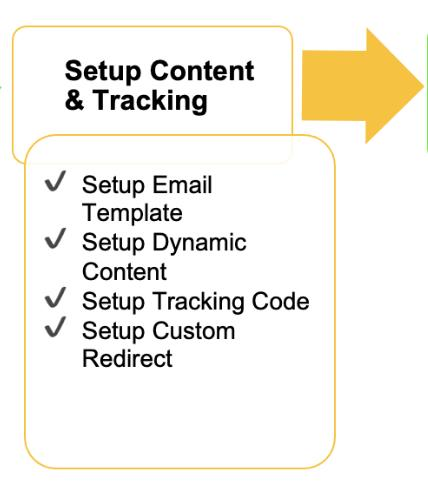 Setup Content
& Tracking
✓ Setup Email
Template
✓ Setup Dynamic
Content
✓ Setup Tracking Code
✓ Setup Custom
Redirect